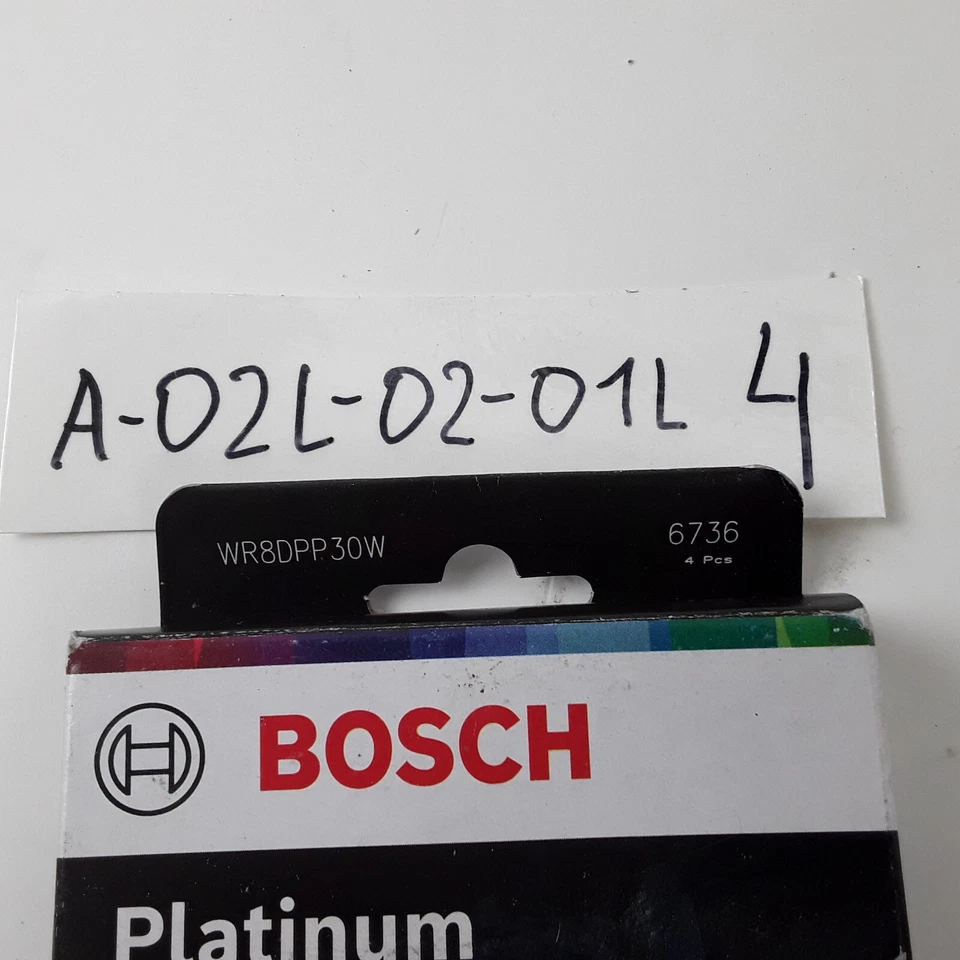 A-02L-02-01L 4
WR8DPP30W
6736
4 Pcs
BOSCH
Platinum